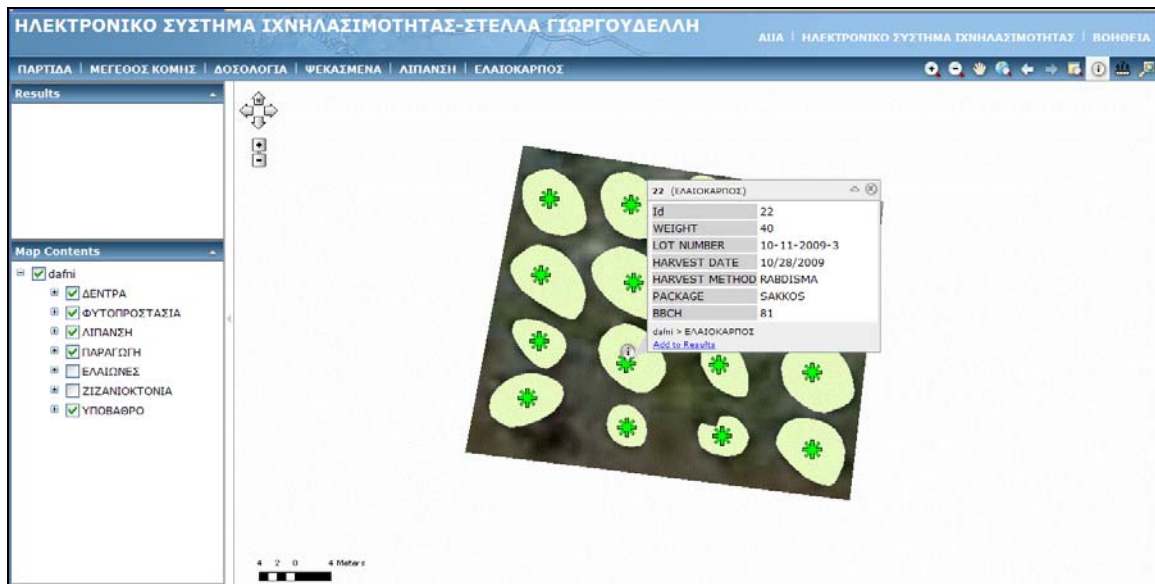 ΗΛΕΚΤΡΟΝΙΚΟ ΣΥΣΤΗΜΑ ΙΧΝΗΛΑΣΙΜΟΤΗΤΑΣ-ΣΤΕΛΛΑ ΓΙΩΡΓΟΥΔΕΛΛΗ
ΑΠΑ | ΗΛΕΚΤΡΟΝΙΚΟ ΣΥΣΤΗΜΑ ΙΧΝΗΛΑΣΙΜΟΤΗΤΑΣ | ΒΟΗΘΕΙΑ
ΠΑΡΤΙΔΑ | ΜΕΓΕΘΟΣ ΚΟΜΗΣ | ΔΟΣΟΛΟΓΙΑ | ΨΕΚΑΣΜΕΝΑ | ΛΙΠΑΝΣΗ | ΕΛΑΙΟΚΑΡΠΟΣ
Results
Map Contents
dafni
ΔΕΝΤΡΑ
ΦΥΤΟΠΡΟΣΤΑΣΙΑ
ΛΙΠΑΝΣΗ
ΠΑΡΑΓΩΓΗ
ΕΛΑΙΩΝΕΣ
ΖΙΖΑΝΙΟΚΤΟΝΙΑ
ΥΠΟΒΑΘΡΟ
22 (ΕΛΑΙΟΚΑΡΠΟΣ)
Id 22
WEIGHT 40
LOT NUMBER 10-11-2009-3
HARVEST DATE 10/28/2009
HARVEST METHOD RABDISMA
PACKAGE SAKKOS
BBCH 81
dafni > ΕΛΑΙΟΚΑΡΠΟΣ
Add to Results
4 2 0 4 Meters